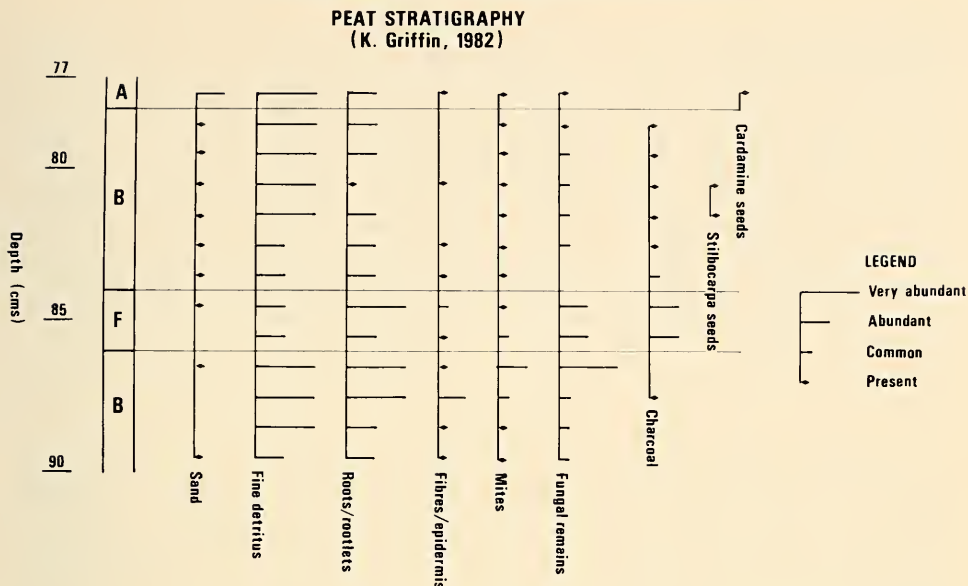 PEAT STRATIGRAPHY
(K. Griffin, 1982)
77
80
85
90
Depth (cms)
A
B
F
B
Sand
Fine detritus
Roots/rootlets
Fibres/epidermis
Mites
Fungal remains
Charcoal
Stilbocarpa seeds
Cardamine seeds
LEGEND
Very abundant
Abundant
Common
Present